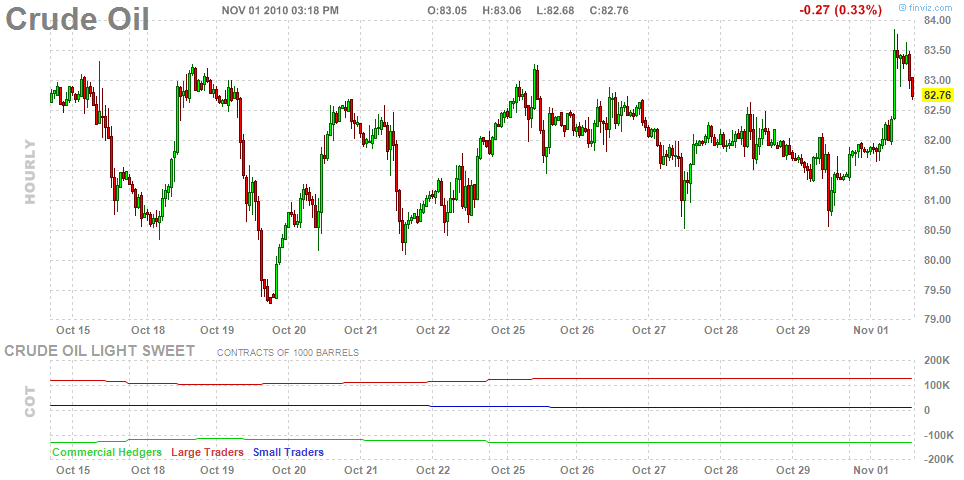 Crude Oil
NOV 01 2010 03:18 PM O:83.05 H:83.06 L:82.68 C:82.76 -0.27 (0.33%) © finviz.com
84.00
83.50
83.00
82.76
82.50
82.00
81.50
81.00
80.50
80.00
79.50
79.00
HOURLY
Oct 15 Oct 18 Oct 19 Oct 20 Oct 21 Oct 22 Oct 25 Oct 26 Oct 27 Oct 28 Oct 29 Nov 01
CRUDE OIL LIGHT SWEET CONTRACTS OF 1000 BARRELS
200K
100K
0
-100K
-200K
COT
Commercial Hedgers Large Traders Small Traders
Oct 15 Oct 18 Oct 19 Oct 20 Oct 21 Oct 22 Oct 25 Oct 26 Oct 27 Oct 28 Oct 29 Nov 01